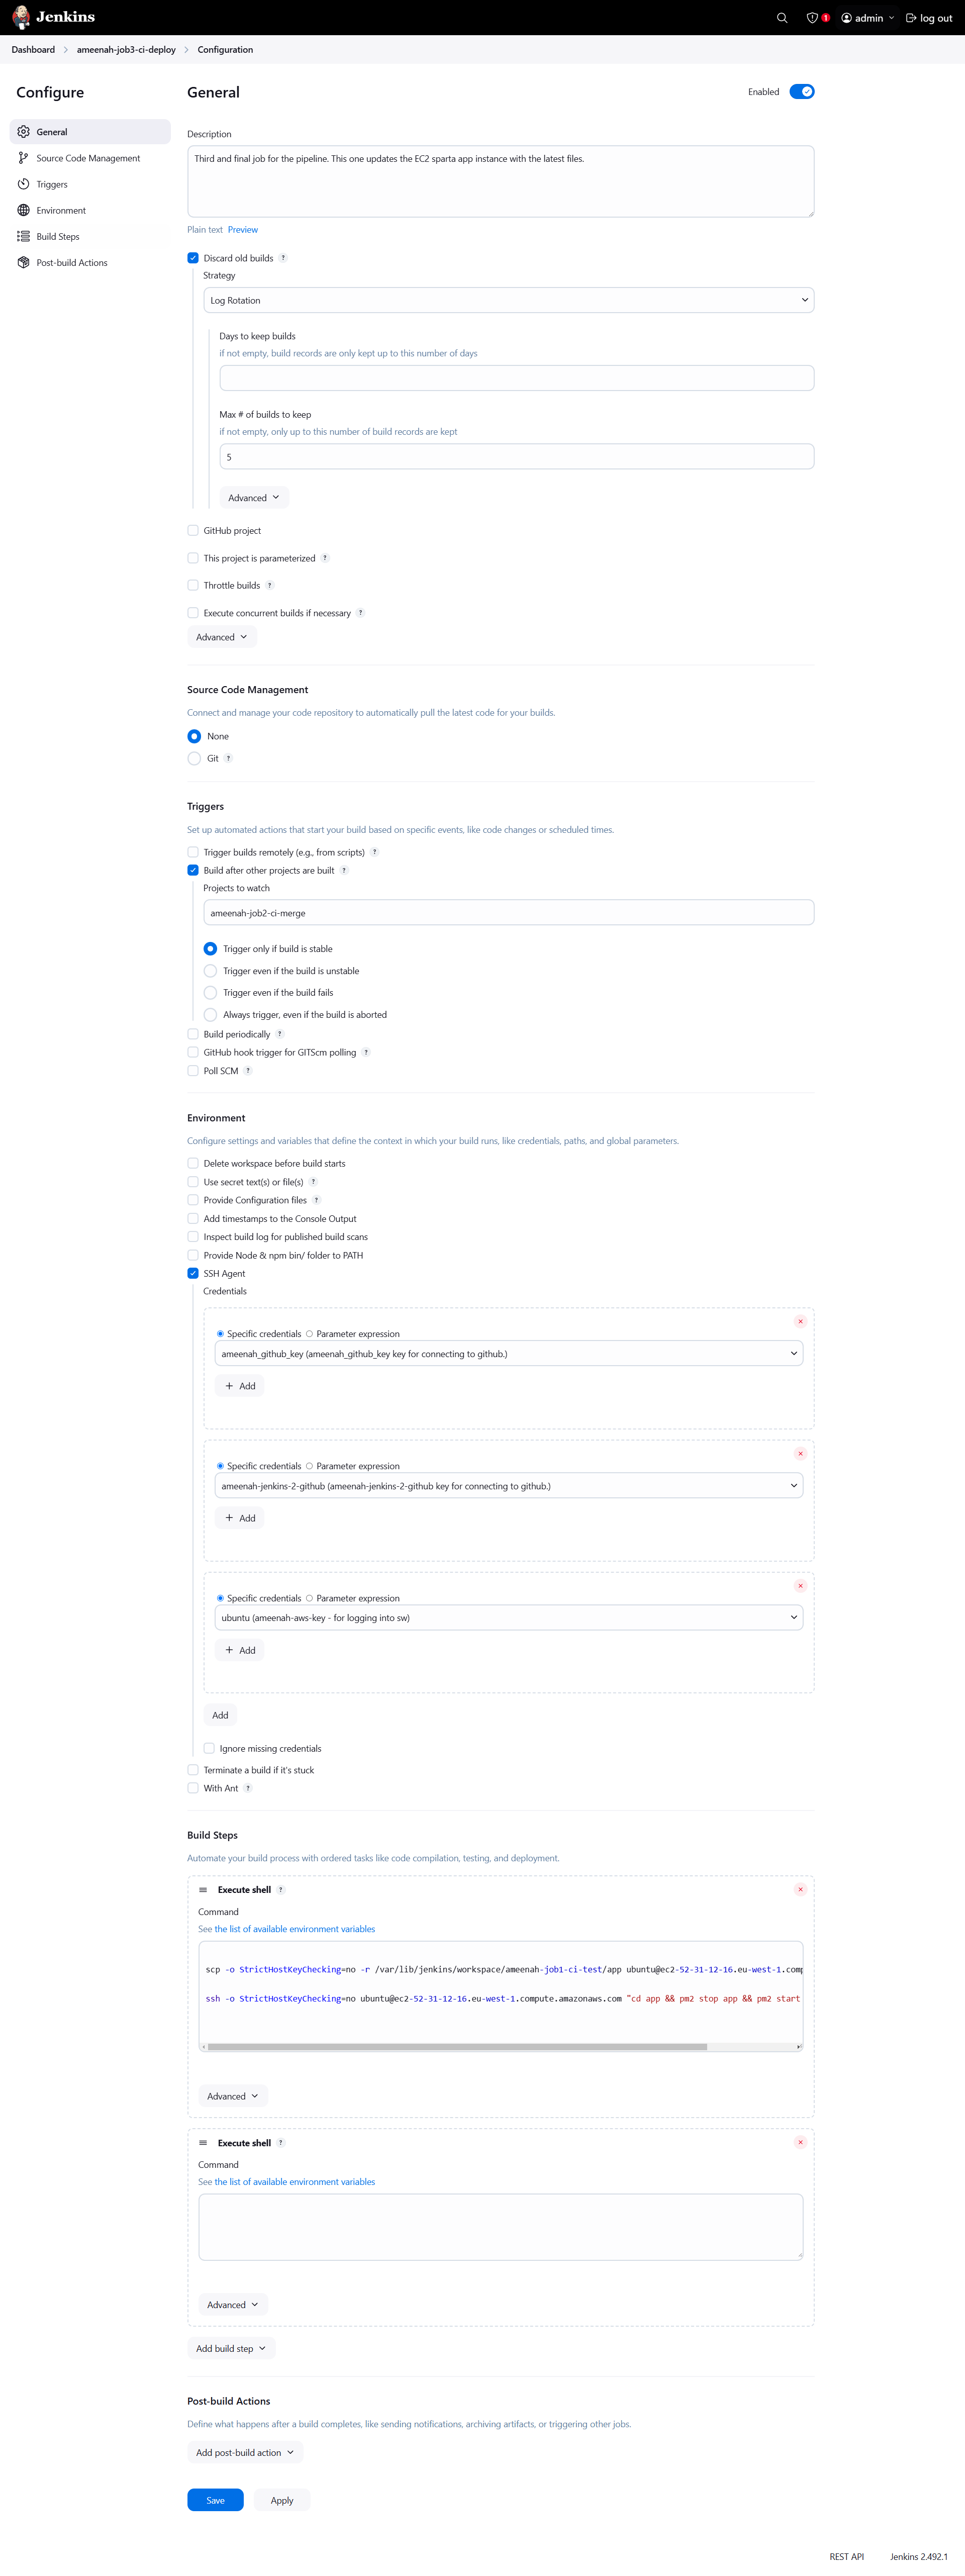 Jenkins
1
admin
log out
Dashboard
ameenah-job3-ci-deploy
Configuration
Configure
General
Source Code Management
Triggers
Environment
Build Steps
Post-build Actions
General
Enabled
Description
Third and final job for the pipeline. This one updates the EC2 sparta app instance with the latest files.
Plain text Preview
Discard old builds ?
Strategy
Log Rotation
Days to keep builds
if not empty, build records are only kept up to this number of days
Max # of builds to keep
if not empty, only up to this number of build records are kept
5
Advanced
GitHub project
This project is parameterized ?
Throttle builds ?
Execute concurrent builds if necessary ?
Advanced
Source Code Management
Connect and manage your code repository to automatically pull the latest code for your builds.
None
Git ?
Triggers
Set up automated actions that start your build based on specific events, like code changes or scheduled times.
Trigger builds remotely (e.g., from scripts) ?
Build after other projects are built ?
Projects to watch
ameenah-job2-ci-merge
Trigger only if build is stable
Trigger even if the build is unstable
Trigger even if the build fails
Always trigger, even if the build is aborted
Build periodically ?
GitHub hook trigger for GITScm polling ?
Poll SCM ?
Environment
Configure settings and variables that define the context in which your build runs, like credentials, paths, and global parameters.
Delete workspace before build starts
Use secret text(s) or file(s) ?
Provide Configuration files ?
Add timestamps to the Console Output
Inspect build log for published build scans
Provide Node & npm bin/ folder to PATH
SSH Agent
Credentials
Specific credentials Parameter expression
ameenah_github_key (ameenah_github_key key for connecting to github.)
+ Add
Specific credentials Parameter expression
ameenah-jenkins-2-github (ameenah-jenkins-2-github key for connecting to github.)
+ Add
Specific credentials Parameter expression
ubuntu (ameenah-aws-key - for logging into sw)
+ Add
Add
Ignore missing credentials
Terminate a build if it's stuck
With Ant ?
Build Steps
Automate your build process with ordered tasks like code compilation, testing, and deployment.
Execute shell ?
Command
See the list of available environment variables
scp -o StrictHostKeyChecking=no -r /var/lib/jenkins/workspace/ameenah-job1-ci-test/app ubuntu@ec2-52-31-12-16.eu-west-1.comp
ssh -o StrictHostKeyChecking=no ubuntu@ec2-52-31-12-16.eu-west-1.compute.amazonaws.com "cd app && pm2 stop app && pm2 start
Advanced
Execute shell ?
Command
See the list of available environment variables
Advanced
Add build step
Post-build Actions
Define what happens after a build completes, like sending notifications, archiving artifacts, or triggering other jobs.
Add post-build action
Save
Apply
REST API
Jenkins 2.492.1